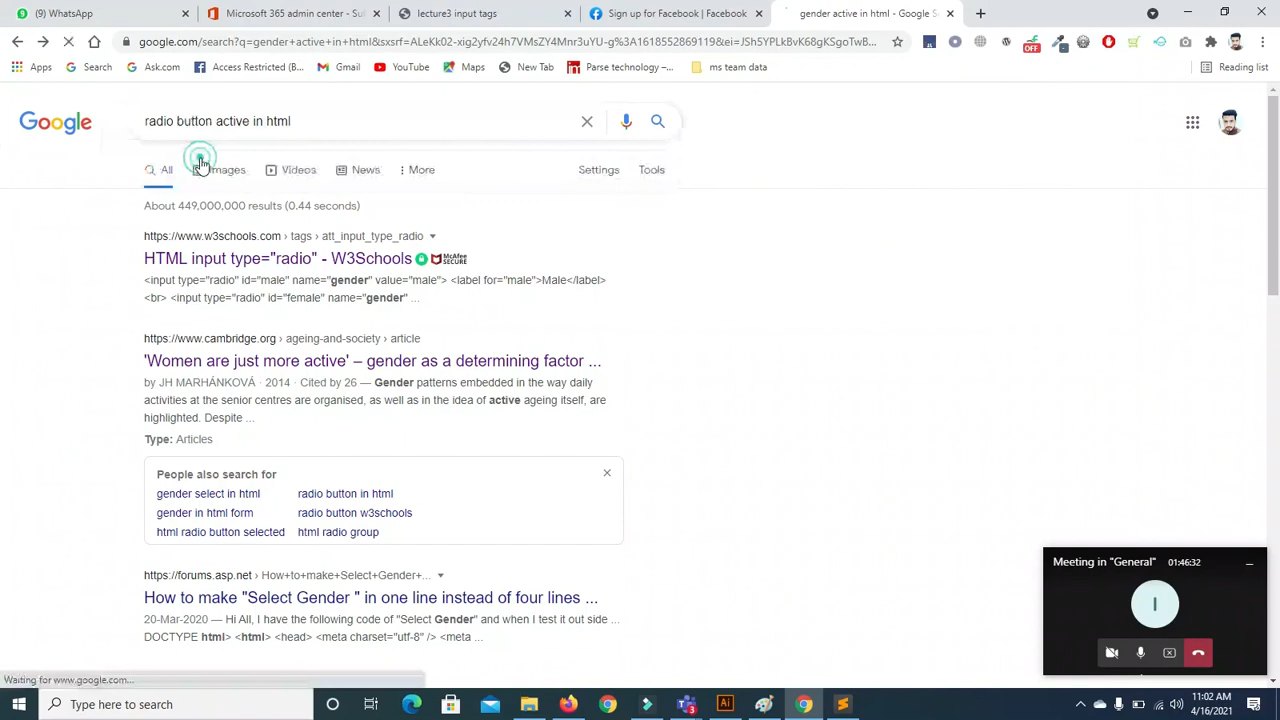 WhatsApp
Microsoft 365 admin center - Su
lecture3 input tags
Sign up for Facebook | Facebook
gender active in html - Google Se
google.com/search?q=gender+active+in+html&sxsrf=ALeKk02-xig2yfv24h7VMsZY4Mnr3uYU-g%3A1618552869119&ei=JShSYPLkBvK68gKSgoTwB...
OFF
Apps
Search
Ask.com
Access Restricted (B...
Gmail
YouTube
Maps
New Tab
Parse technology –...
ms team data
Reading list
Google
radio button active in html
All
Images
Videos
News
More
Settings
Tools
About 449,000,000 results (0.44 seconds)
https://www.w3schools.com › tags › att_input_type_radio
HTML input type="radio" - W3Schools
McAfee SECURE
<input type="radio" id="male" name="gender" value="male"> <label for="male">Male</label>
<br> <input type="radio" id="female" name="gender" ...
https://www.cambridge.org › ageing-and-society › article
'Women are just more active' – gender as a determining factor ...
by JH MARHÁNKOVÁ · 2014 · Cited by 26 — Gender patterns embedded in the way daily
activities at the senior centres are organised, as well as in the idea of active ageing itself, are
highlighted. Despite ...
Type: Articles
People also search for
gender select in html
radio button in html
gender in html form
radio button w3schools
html radio button selected
html radio group
https://forums.asp.net › How+to+make+Select+Gender+...
How to make "Select Gender " in one line instead of four lines ...
20-Mar-2020 — Hi All, I have the following code of "Select Gender" and when I test it out side ...
DOCTYPE html> <html> <head> <meta charset="utf-8" /> <meta ...
Meeting in "General"
01:46:32
I
Waiting for www.google.com...
Type here to search
3
Ai
11:02 AM
4/16/2021